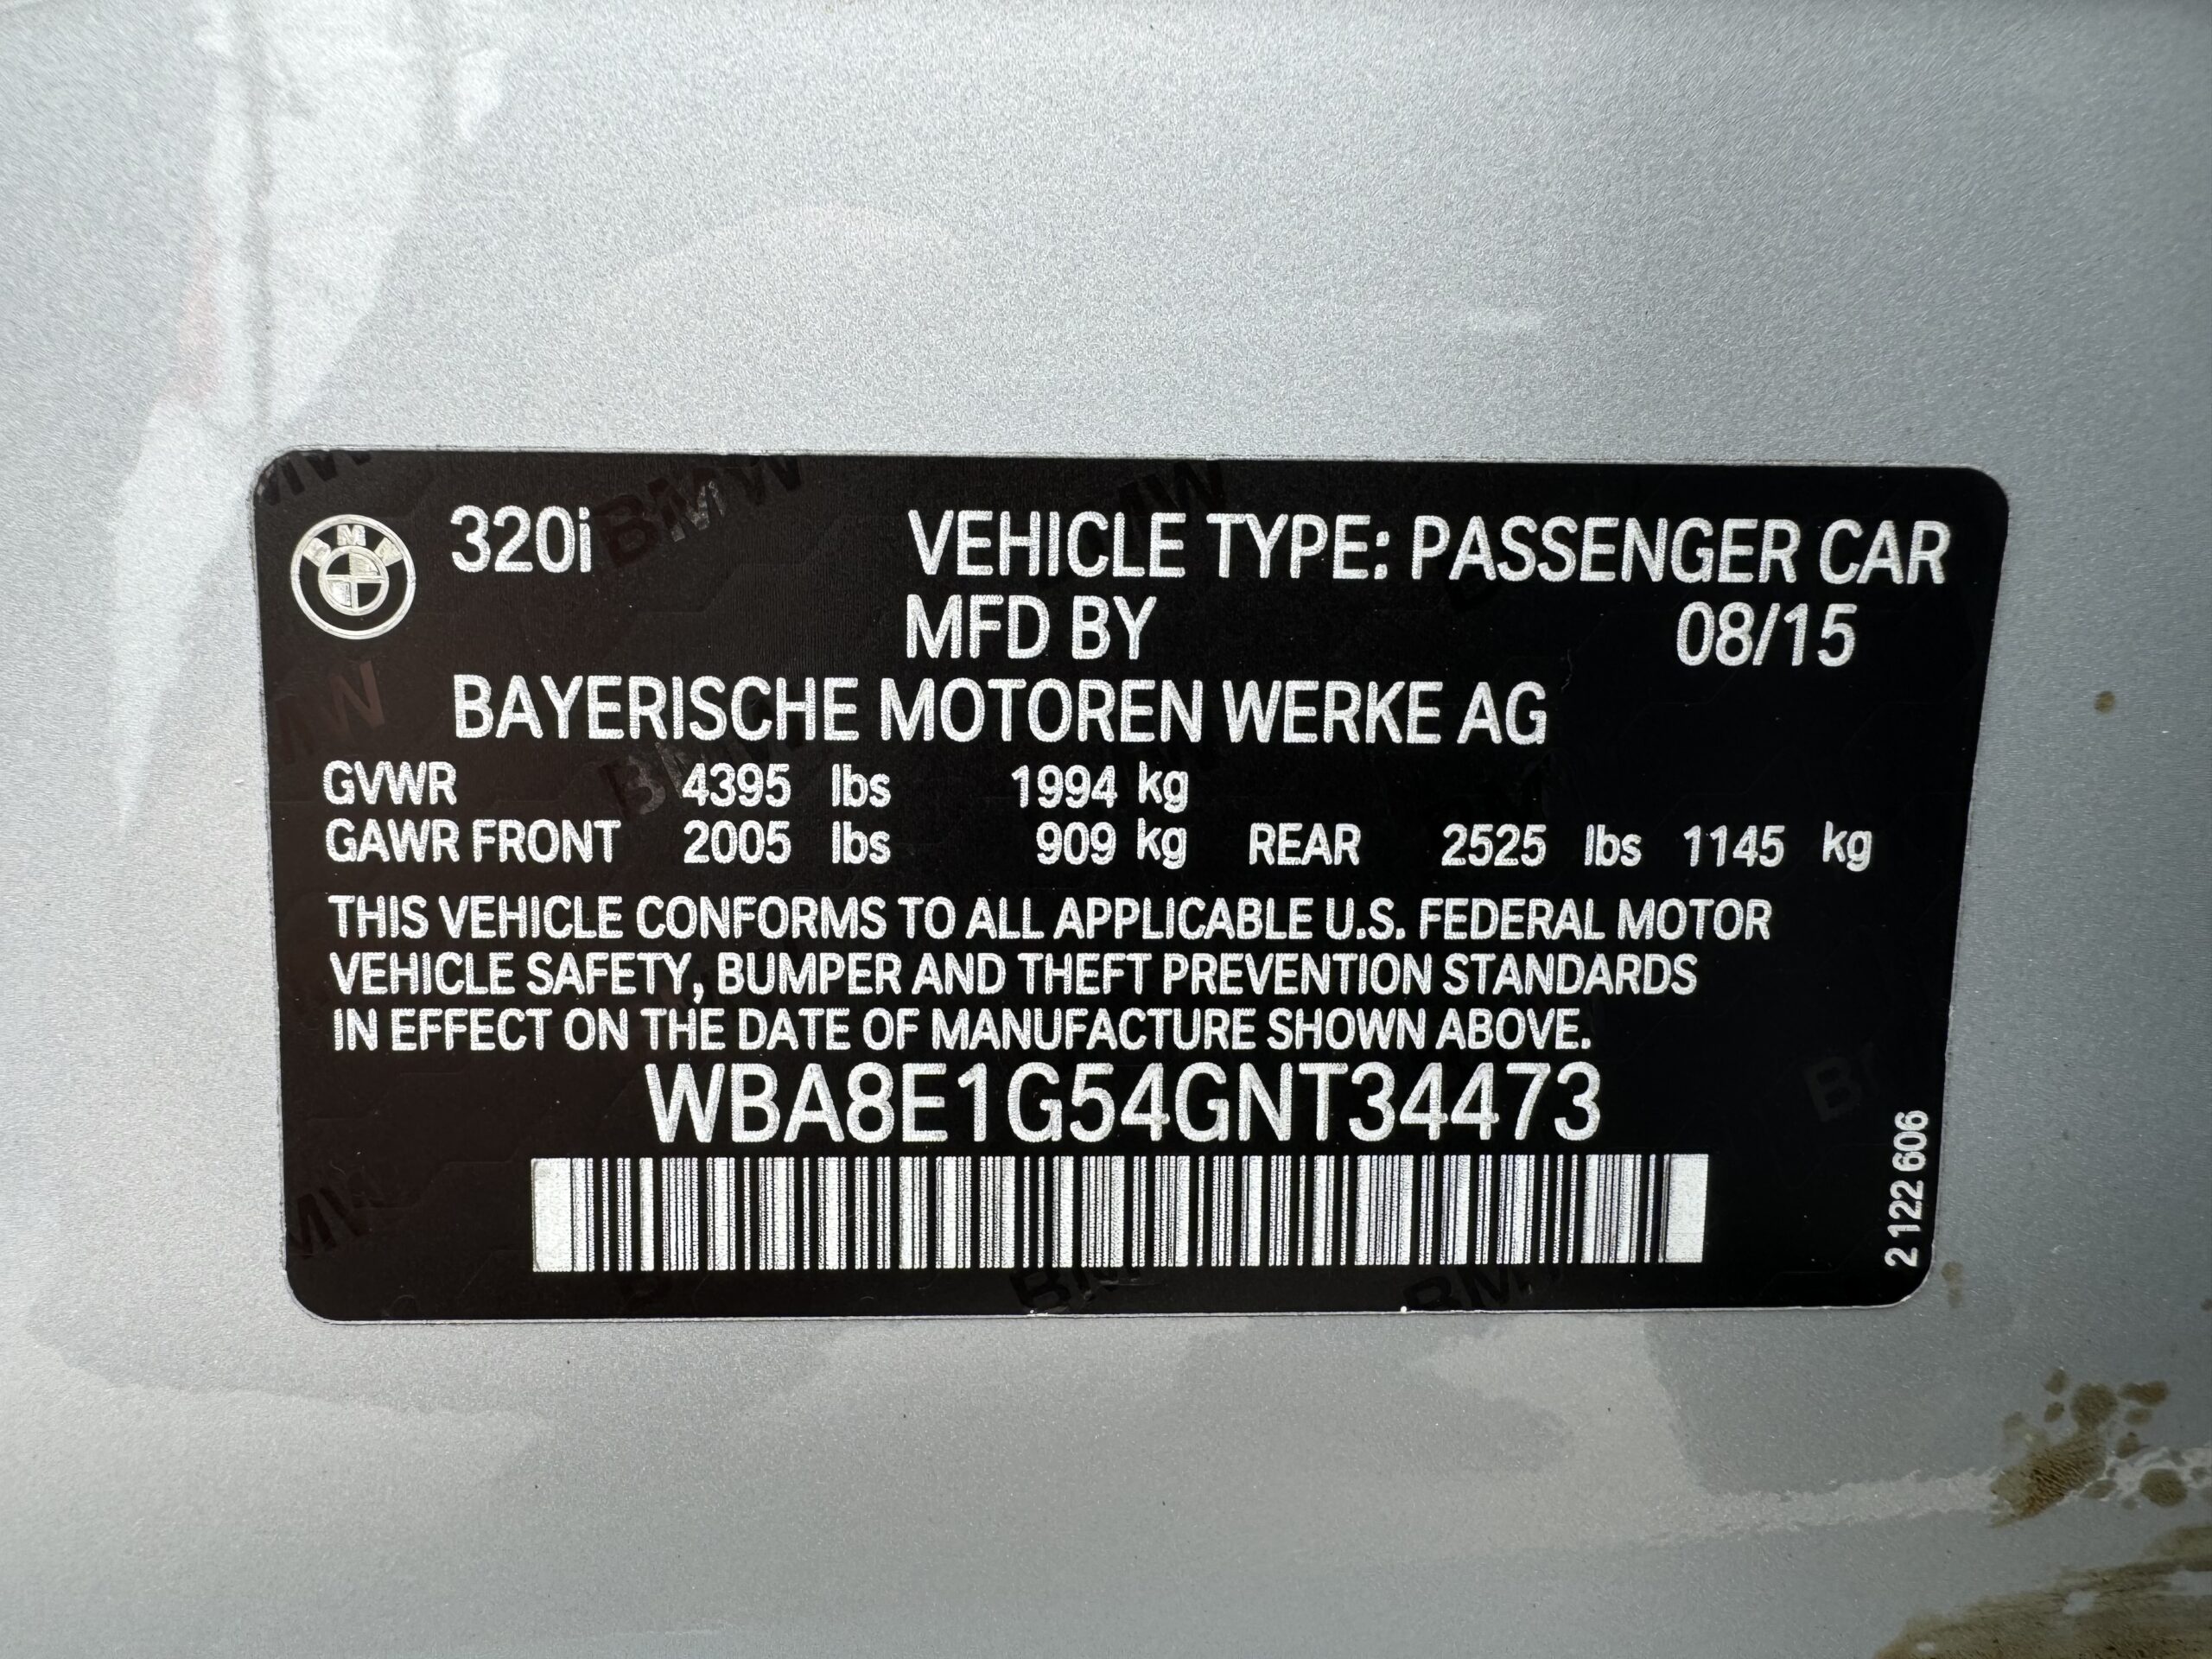 320i VEHICLE TYPE: PASSENGER CAR
MFD BY 08/15
BAYERISCHE MOTOREN WERKE AG
GVWR 4395 lbs 1994 kg
GAWR FRONT 2005 lbs 909 kg REAR 2525 lbs 1145 kg
THIS VEHICLE CONFORMS TO ALL APPLICABLE U.S. FEDERAL MOTOR
VEHICLE SAFETY, BUMPER AND THEFT PREVENTION STANDARDS
IN EFFECT ON THE DATE OF MANUFACTURE SHOWN ABOVE.
WBA8E1G54GNT34473
2 122 606
BMW